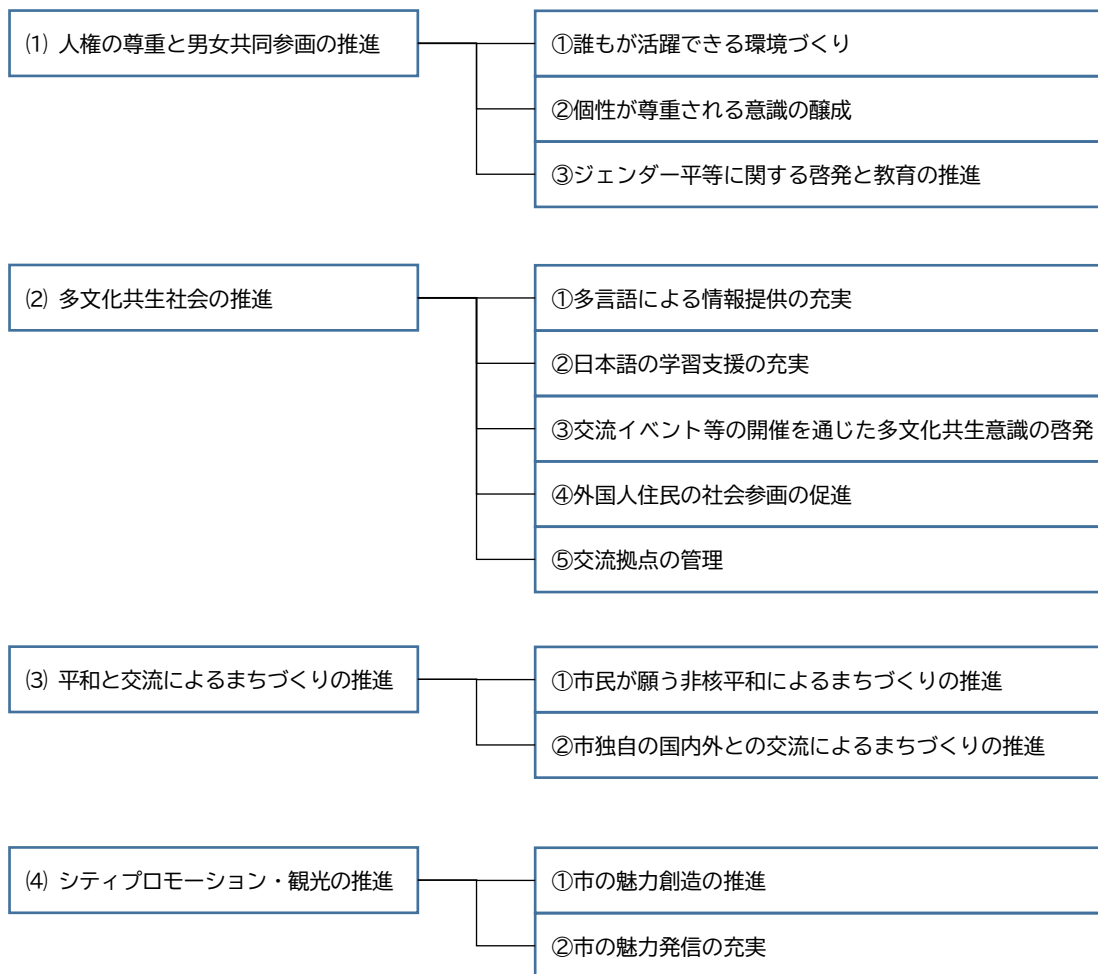 ⑴ 人権の尊重と男女共同参画の推進
①誰もが活躍できる環境づくり
②個性が尊重される意識の醸成
③ジェンダー平等に関する啓発と教育の推進
⑵ 多文化共生社会の推進
①多言語による情報提供の充実
②日本語の学習支援の充実
③交流イベント等の開催を通じた多文化共生意識の啓発
④外国人住民の社会参画の促進
⑤交流拠点の管理
⑶ 平和と交流によるまちづくりの推進
①市民が願う非核平和によるまちづくりの推進
②市独自の国内外との交流によるまちづくりの推進
⑷ シティプロモーション・観光の推進
①市の魅力創造の推進
②市の魅力発信の充実